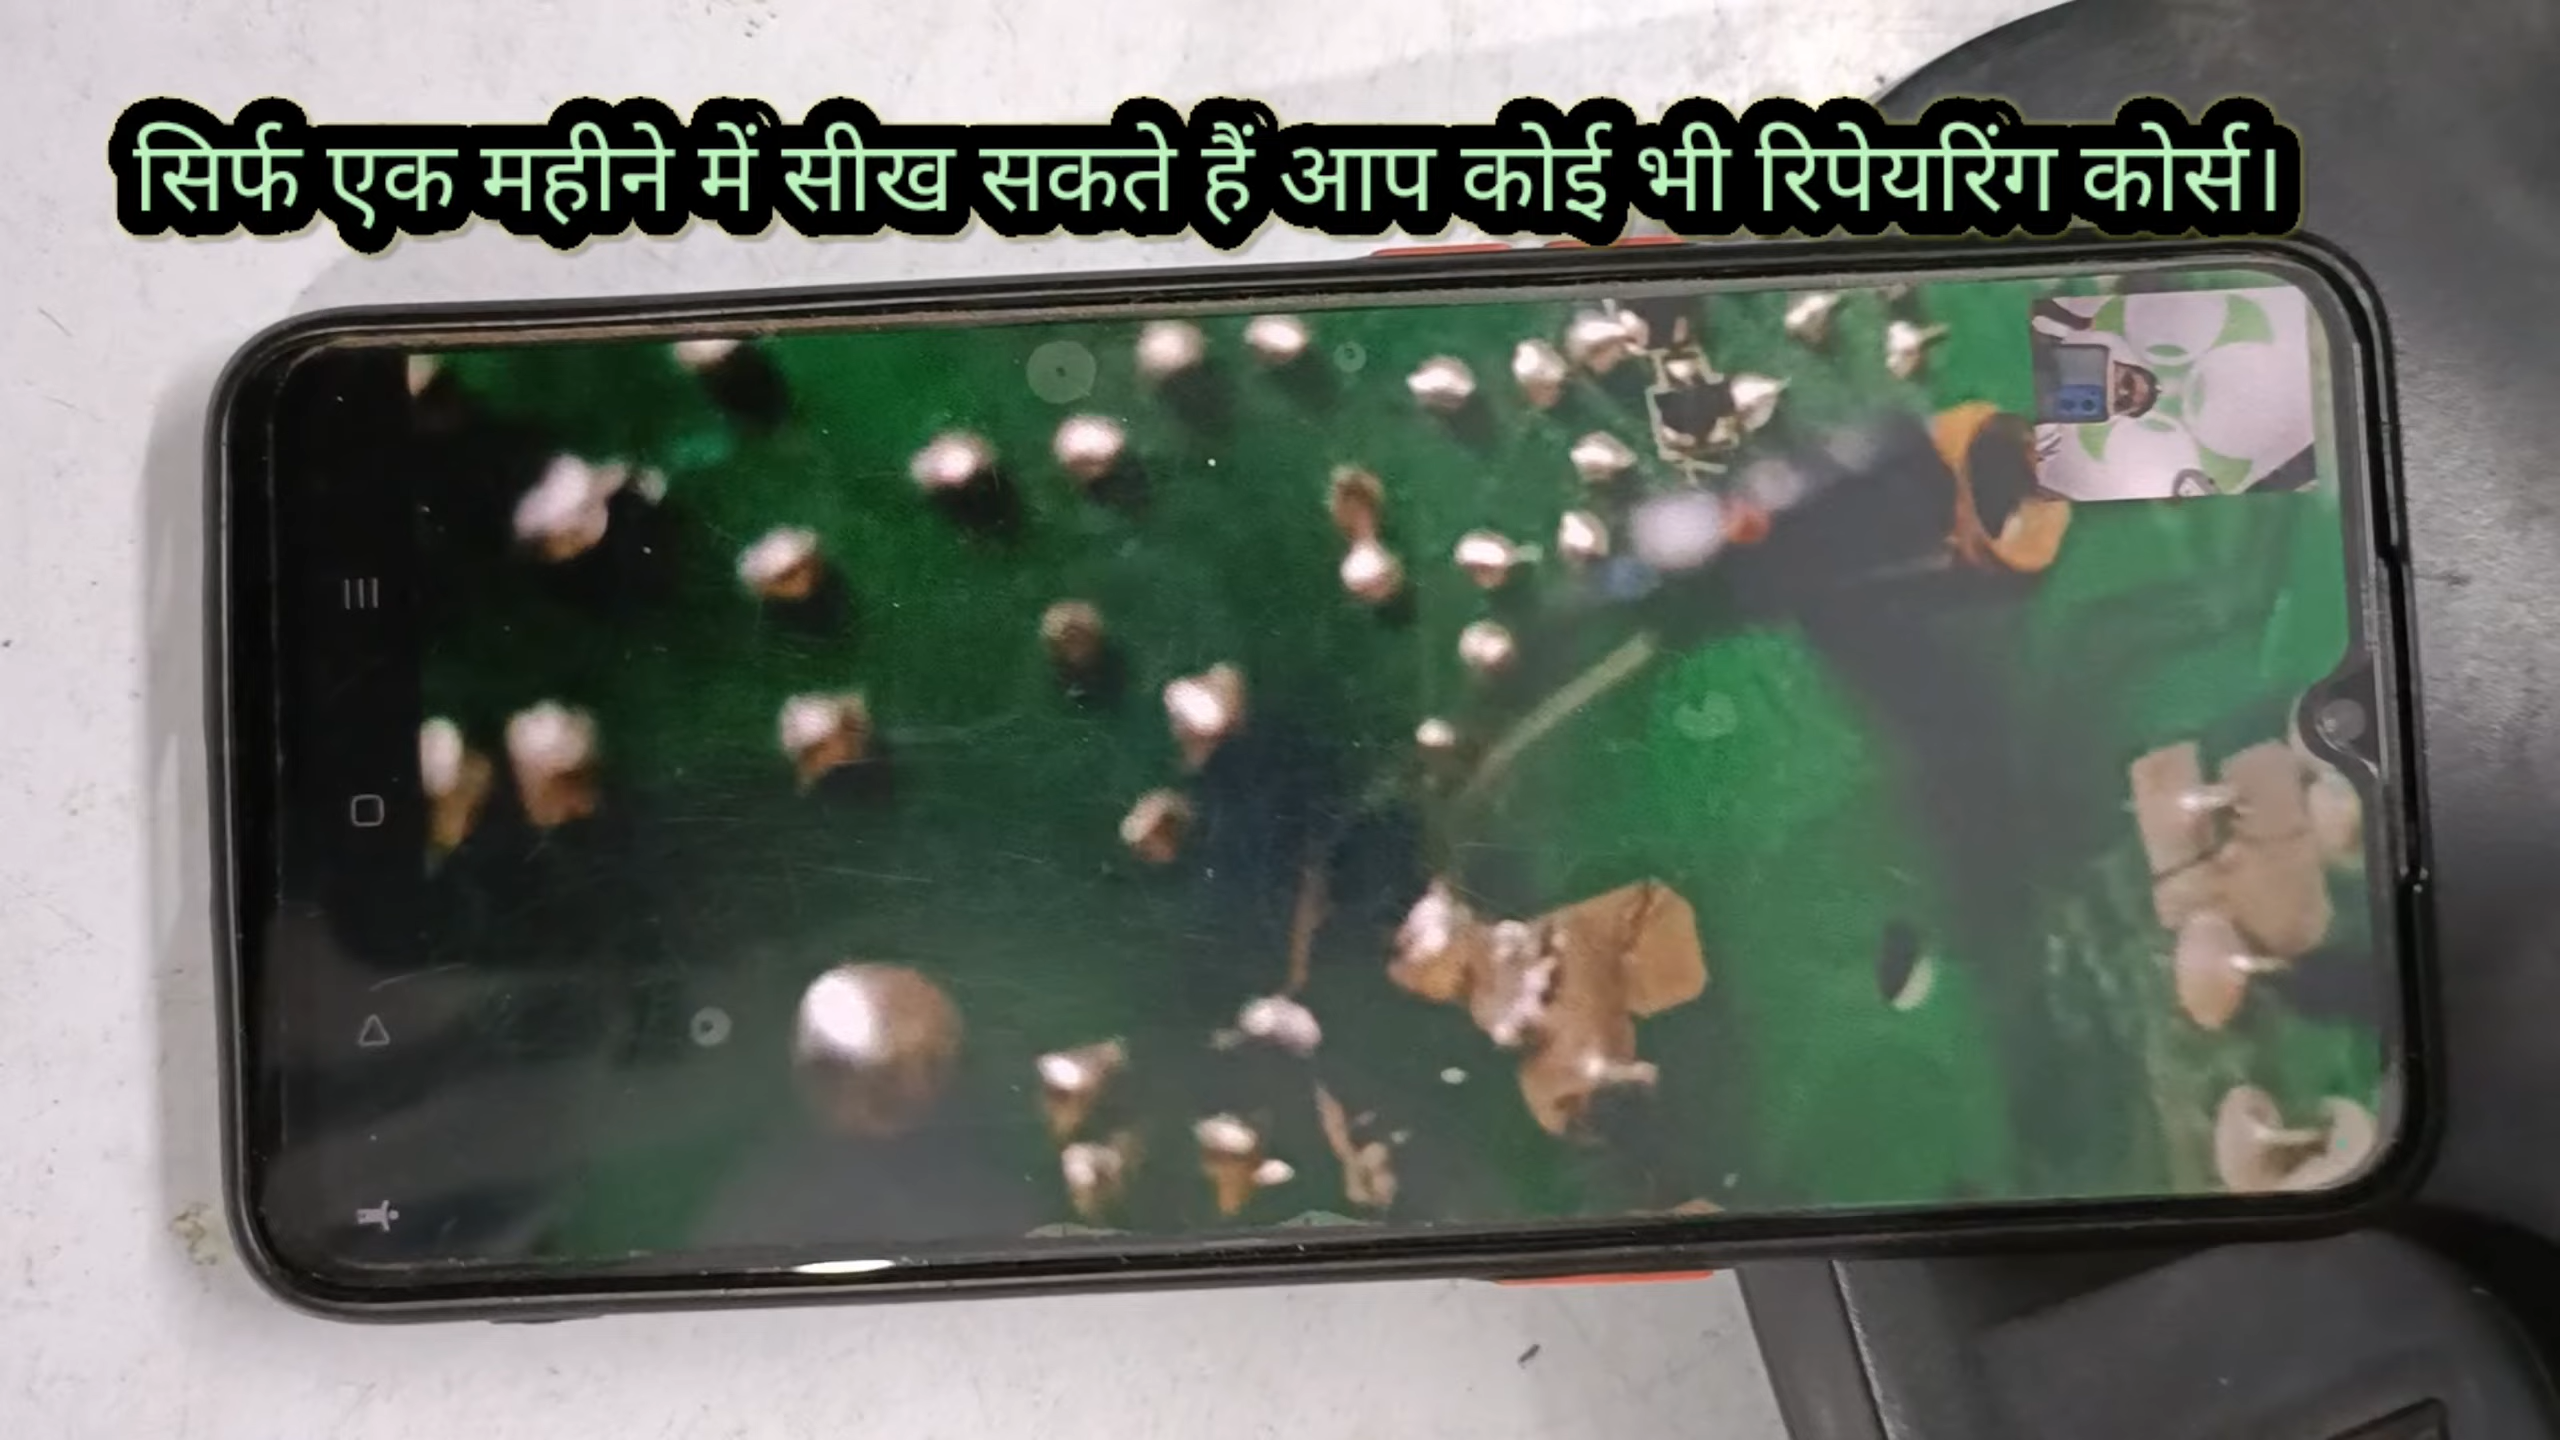 सिर्फ एक महीने में सीख सकते हैं आप कोई भी रिपेयरिंग कोर्स।